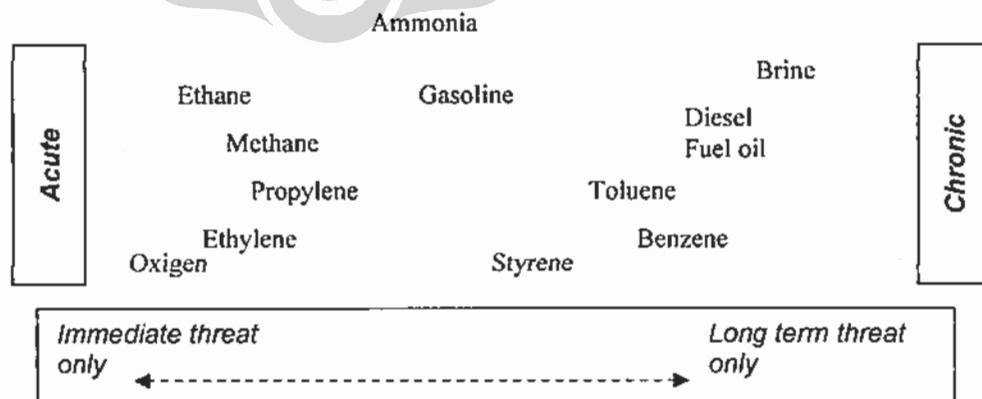 Ammonia
Brine
Ethane
Gasoline
Diesel
Acute
Methane
Fuel oil
Chronic
Propylene
Toluene
Ethylene
Benzene
Oxigen
Styrene
Immediate threat
only
Long term threat
only